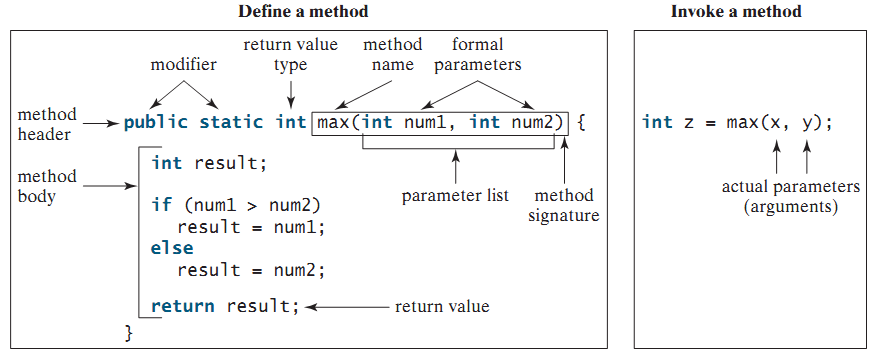 Define a method
Invoke a method
return value
type
method
name
formal
parameters
modifier
method
header
public static int max(int num1, int num2) {
int z = max(x, y);
method
body
int result;
parameter list
method
signature
actual parameters
(arguments)
if (num1 > num2)
result = num1;
else
result = num2;
return result;
return value
}